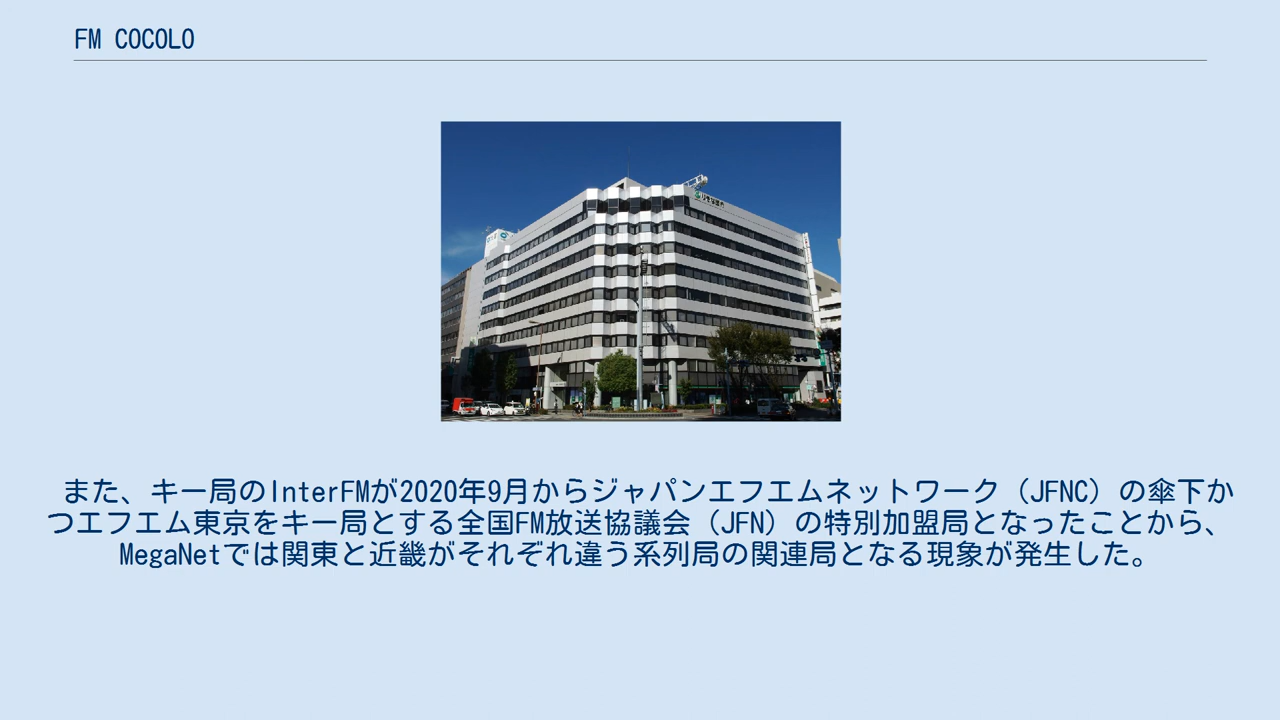 FM COCOLO
また、キー局のInterFMが2020年9月からジャパンエフエムネットワーク（JFNC）の傘下か
つエフエム東京をキー局とする全国FM放送協議会（JFN）の特別加盟局となったことから、
MegaNetでは関東と近畿がそれぞれ違う系列局の関連局となる現象が発生した。